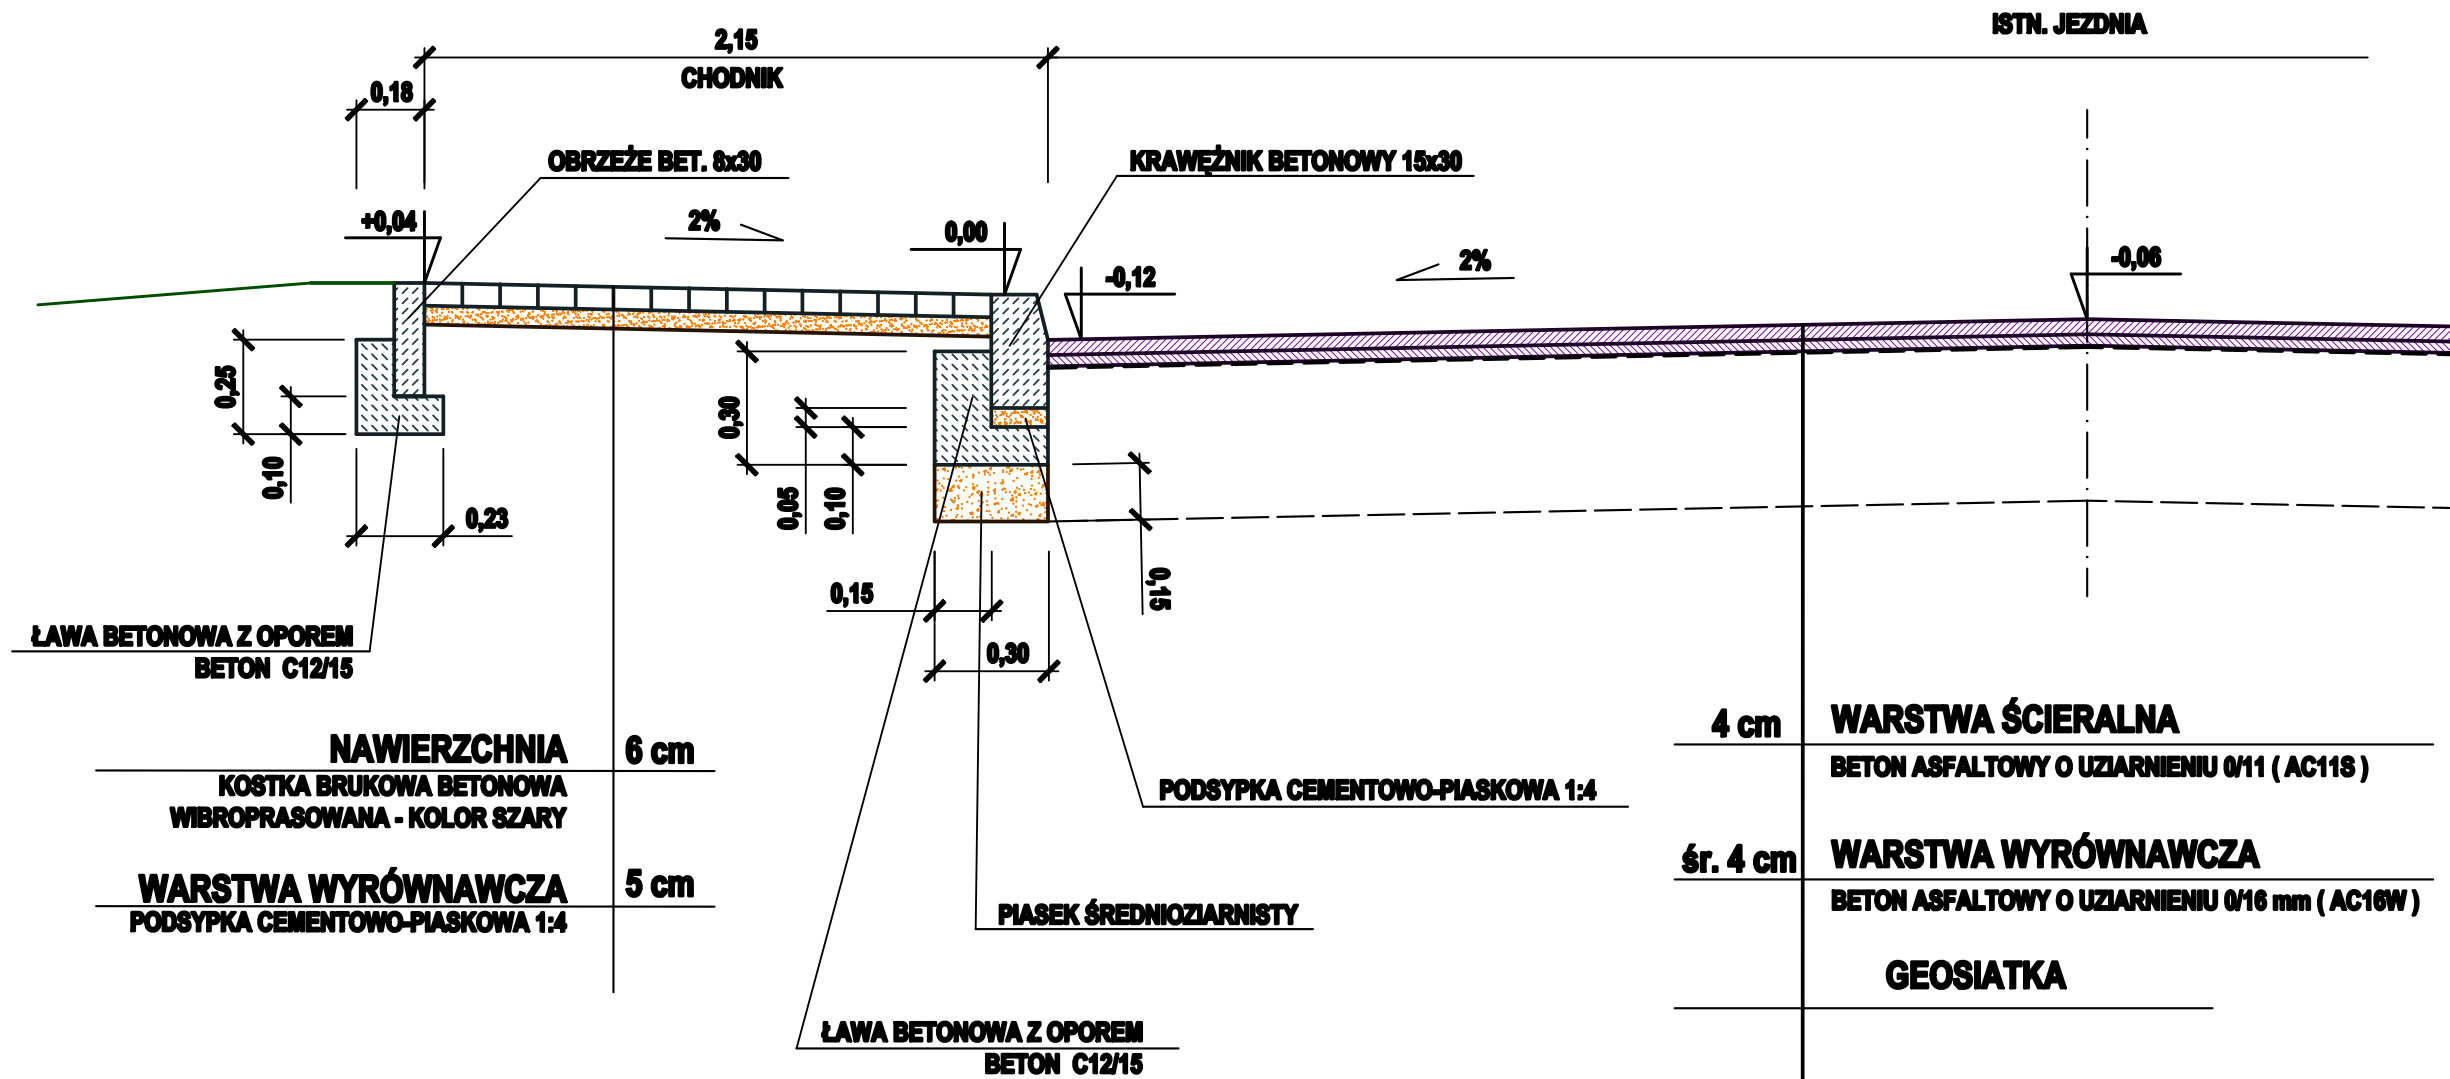 ISTN. JEZDNIA
2,15
CHODNIK
0,18
OBRZEŻE BET. 8x30
KRAWĘŻNIK BETONOWY 15x30
+0,04
2%
0,00
-0,12
2%
-0,06
0,25
0,10
0,23
0,30
0,05
0,10
0,15
0,15
0,30
ŁAWA BETONOWA Z OPOREM
BETON C12/15
NAWIERZCHNIA 6 cm
KOSTKA BRUKOWA BETONOWA
WIBROPRASOWANA - KOLOR SZARY
WARSTWA WYRÓWNAWCZA 5 cm
PODSYPKA CEMENTOWO-PIASKOWA 1:4
PODSYPKA CEMENTOWO-PIASKOWA 1:4
PIASEK ŚREDNIOZIARNISTY
ŁAWA BETONOWA Z OPOREM
BETON C12/15
4 cm WARSTWA ŚCIERALNA
BETON ASFALTOWY O UZIARNIENIU 0/11 ( AC11S )
śr. 4 cm WARSTWA WYRÓWNAWCZA
BETON ASFALTOWY O UZIARNIENIU 0/16 mm ( AC16W )
GEOSIATKA